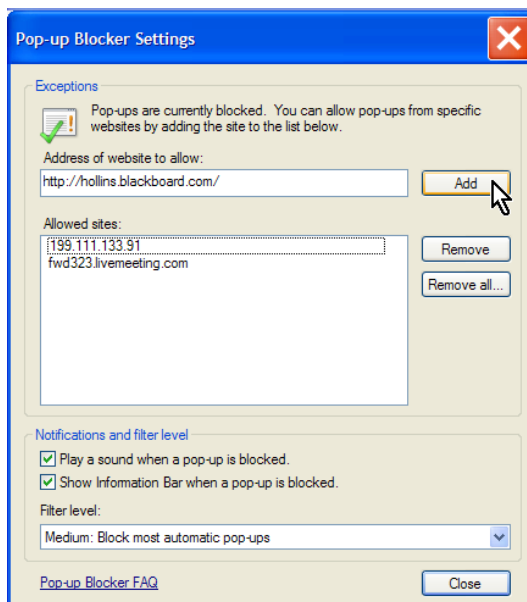 Pop-up Blocker Settings
Exceptions
Pop-ups are currently blocked. You can allow pop-ups from specific
websites by adding the site to the list below.
Address of website to allow:
http://hollins.blackboard.com/
Add
Allowed sites:
199.111.133.91
fwd323.livemeeting.com
Remove
Remove all...
Notifications and filter level
Play a sound when a pop-up is blocked.
Show Information Bar when a pop-up is blocked.
Filter level:
Medium: Block most automatic pop-ups
Pop-up Blocker FAQ
Close